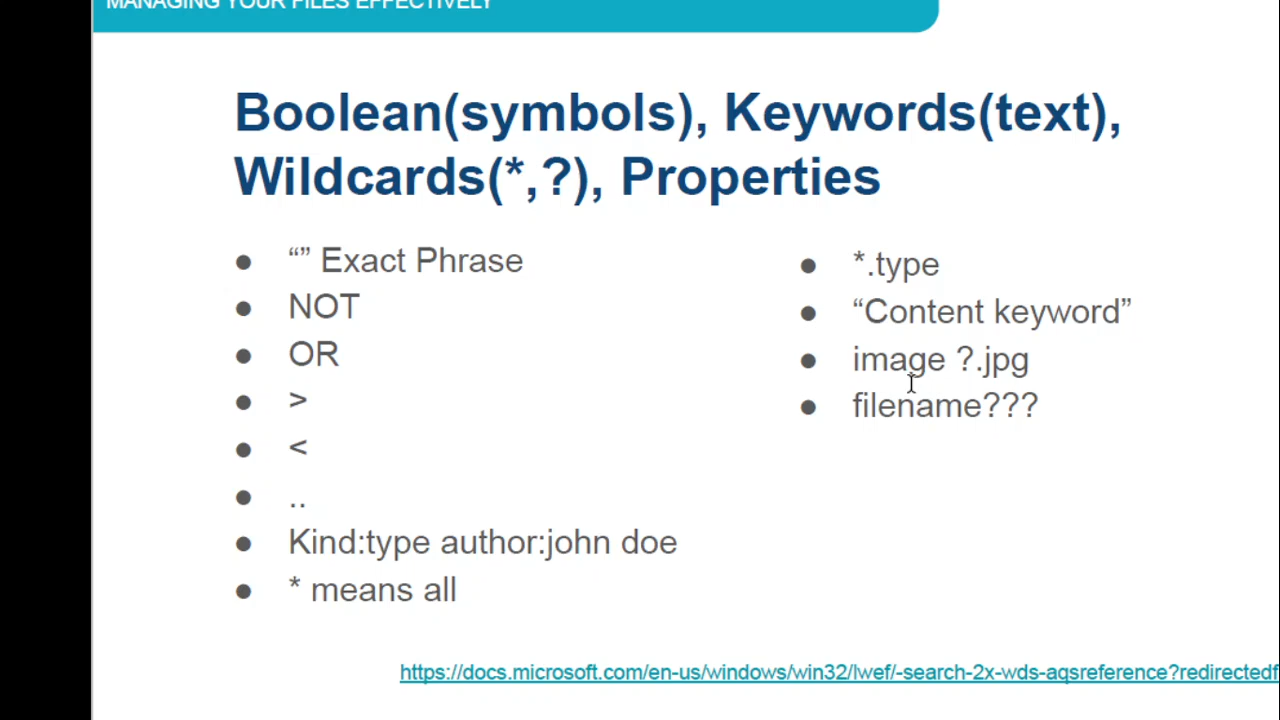 MANAGING YOUR FILES EFFECTIVELY
Boolean(symbols), Keywords(text),
Wildcards(*,?), Properties
● “” Exact Phrase
● NOT
● OR
● >
● <
● ..
● Kind:type author:john doe
● * means all
● *.type
● “Content keyword”
● image ?.jpg
● filename???
https://docs.microsoft.com/en-us/windows/win32/lwef/-search-2x-wds-aqsreference?redirectedf